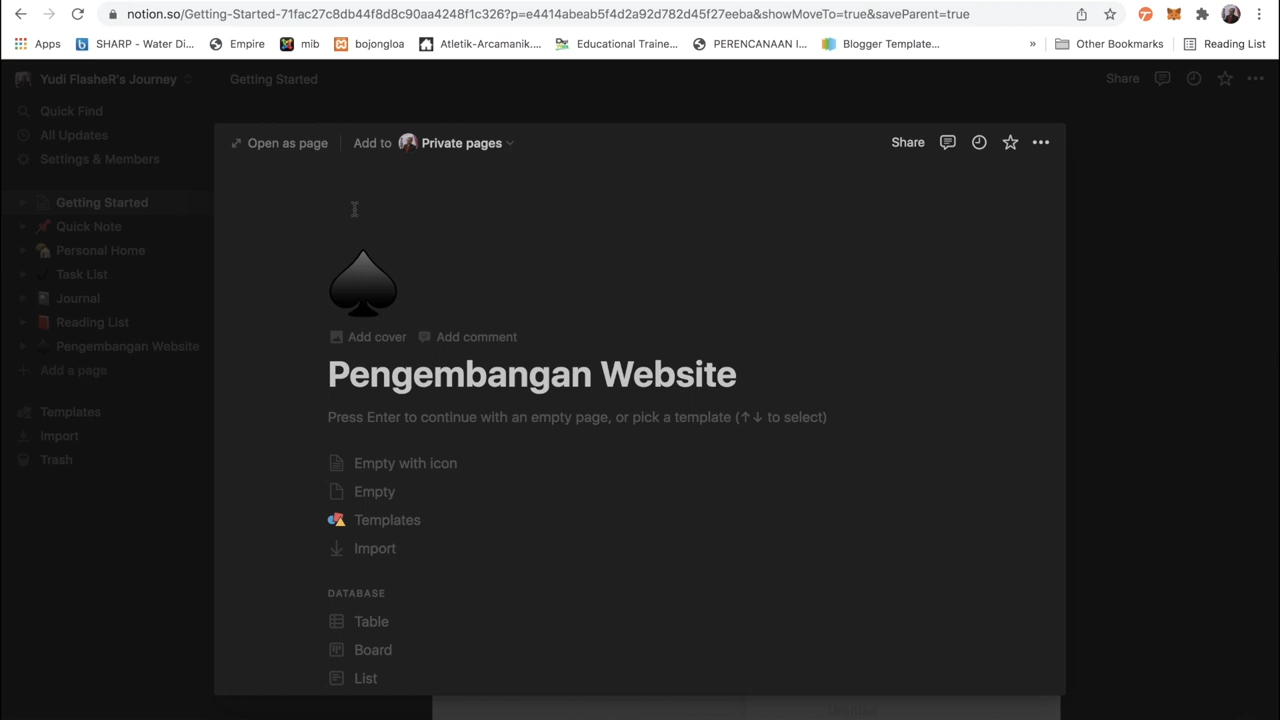 notion.so/Getting-Started-71fac27c8db44f8d8c90aa4248f1c326?p=e4414abeab5f4d2a92d782d45f27eeba&showMoveTo=true&saveParent=true
Apps SHARP - Water Di... Empire mib bojongloa Atletik-Arcamanik.... Educational Traine... PERENCANAAN I... Blogger Template... » Other Bookmarks Reading List
Yudi FlasheR's Journey Getting Started Share
Quick Find
All Updates
Settings & Members
Getting Started
Quick Note
Personal Home
Task List
Journal
Reading List
Pengembangan Website
Add a page
Templates
Import
Trash
Open as page Add to Private pages Share
Add cover Add comment
Pengembangan Website
Press Enter to continue with an empty page, or pick a template (↑↓ to select)
Empty with icon
Empty
Templates
Import
DATABASE
Table
Board
List